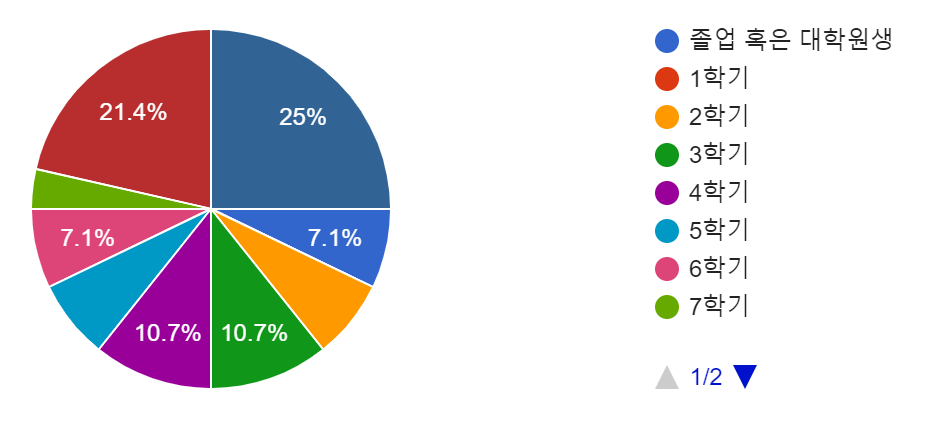 21.4%
25%
7.1%
7.1%
10.7%
10.7%
졸업 혹은 대학원생
1학기
2학기
3학기
4학기
5학기
6학기
7학기
1/2